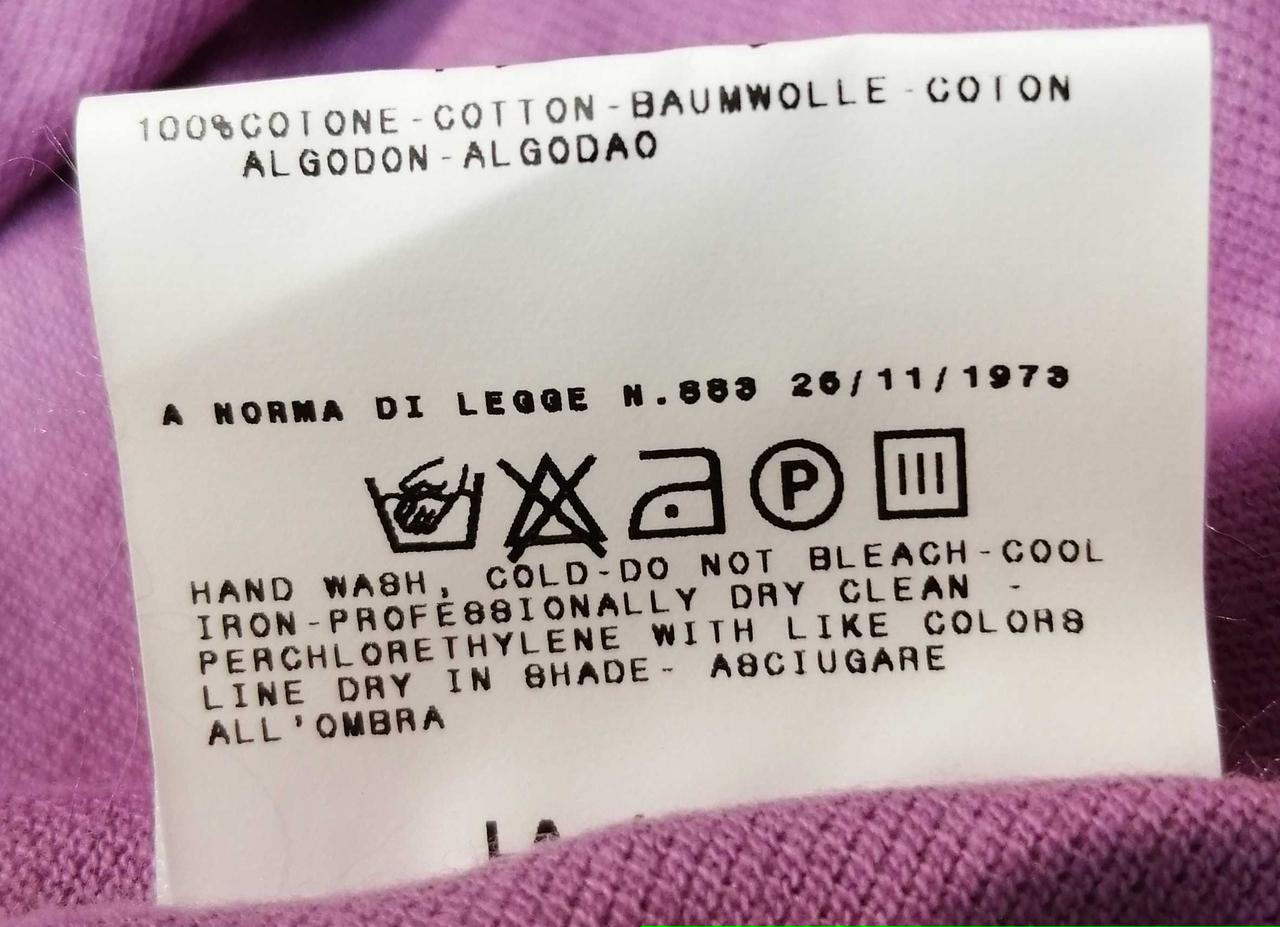 100%COTONE-COTTON-BAUMWOLLE-COTON
ALGODON-ALGODAO
A NORMA DI LEGGE N.883 26/11/1973
P
HAND WASH, COLD-DO NOT BLEACH-COOL
IRON-PROFESSIONALLY DRY CLEAN -
PERCHLORETHYLENE WITH LIKE COLORS
LINE DRY IN SHADE- ASCIUGARE
ALL'OMBRA